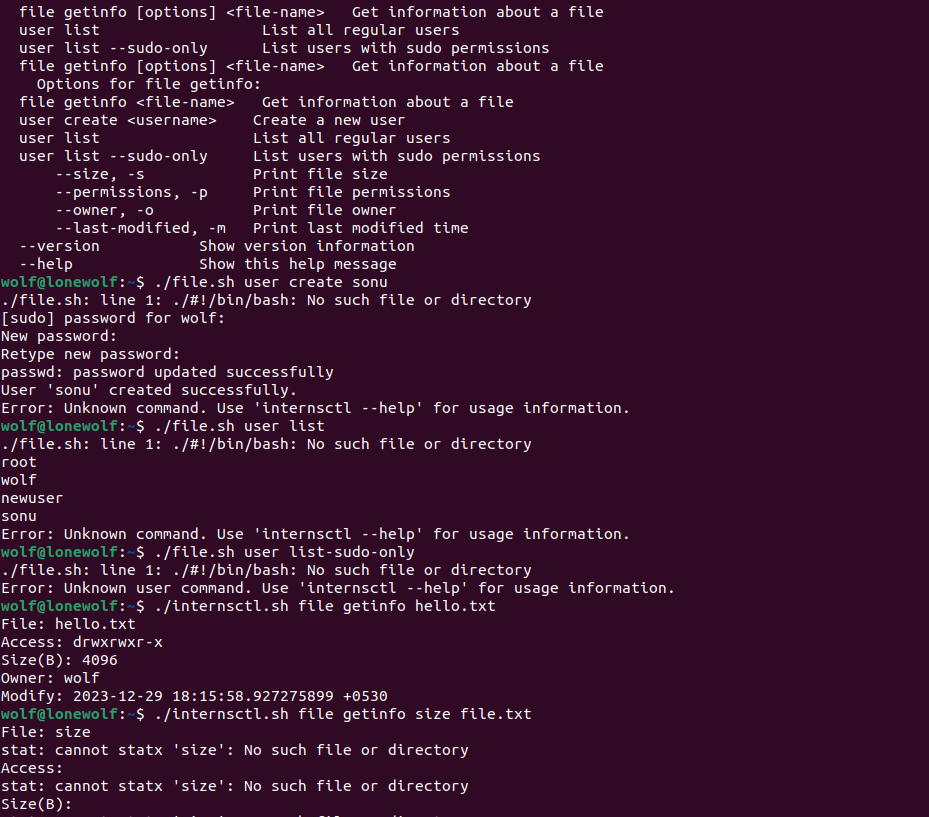 file getinfo [options] <file-name>   Get information about a file
user list                  List all regular users
user list --sudo-only      List users with sudo permissions
file getinfo [options] <file-name>   Get information about a file
Options for file getinfo:
file getinfo <file-name>   Get information about a file
user create <username>    Create a new user
user list                 List all regular users
user list --sudo-only     List users with sudo permissions
--size, -s            Print file size
--permissions, -p     Print file permissions
--owner, -o           Print file owner
--last-modified, -m   Print last modified time
--version           Show version information
--help              Show this help message
wolf@lonewolf:~$ ./file.sh user create sonu
./file.sh: line 1: ./#!/bin/bash: No such file or directory
[sudo] password for wolf:
New password:
Retype new password:
passwd: password updated successfully
User 'sonu' created successfully.
Error: Unknown command. Use 'internsctl --help' for usage information.
wolf@lonewolf:~$ ./file.sh user list
./file.sh: line 1: ./#!/bin/bash: No such file or directory
root
wolf
newuser
sonu
Error: Unknown command. Use 'internsctl --help' for usage information.
wolf@lonewolf:~$ ./file.sh user list-sudo-only
./file.sh: line 1: ./#!/bin/bash: No such file or directory
Error: Unknown user command. Use 'internsctl --help' for usage information.
wolf@lonewolf:~$ ./internsctl.sh file getinfo hello.txt
File: hello.txt
Access: drwxrwxr-x
Size(B): 4096
Owner: wolf
Modify: 2023-12-29 18:15:58.927275899 +0530
wolf@lonewolf:~$ ./internsctl.sh file getinfo size file.txt
File: size
stat: cannot statx 'size': No such file or directory
Access:
stat: cannot statx 'size': No such file or directory
Size(B):